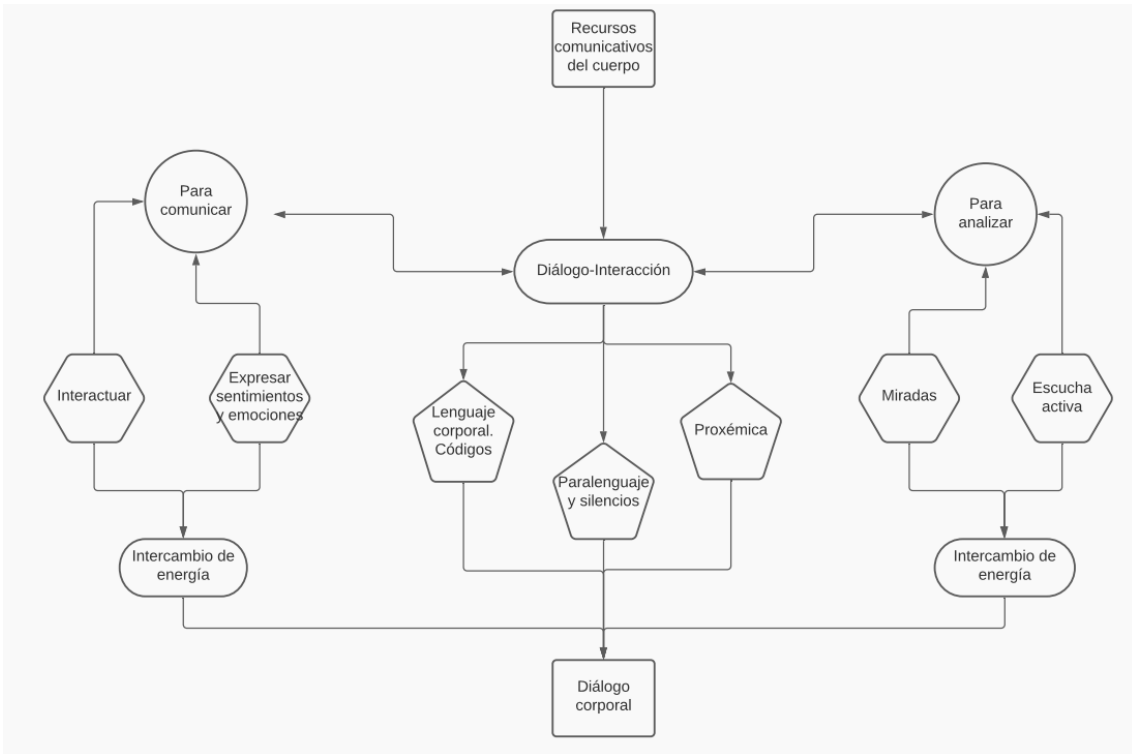 Recursos
comunicativos
del cuerpo
Para
comunicar
Para
analizar
Diálogo-Interacción
Interactuar
Expresar
sentimientos
y emociones
Lenguaje
corporal.
Códigos
Paralenguaje
y silencios
Proxémica
Miradas
Escucha
activa
Intercambio de
energía
Intercambio de
energía
Diálogo
corporal